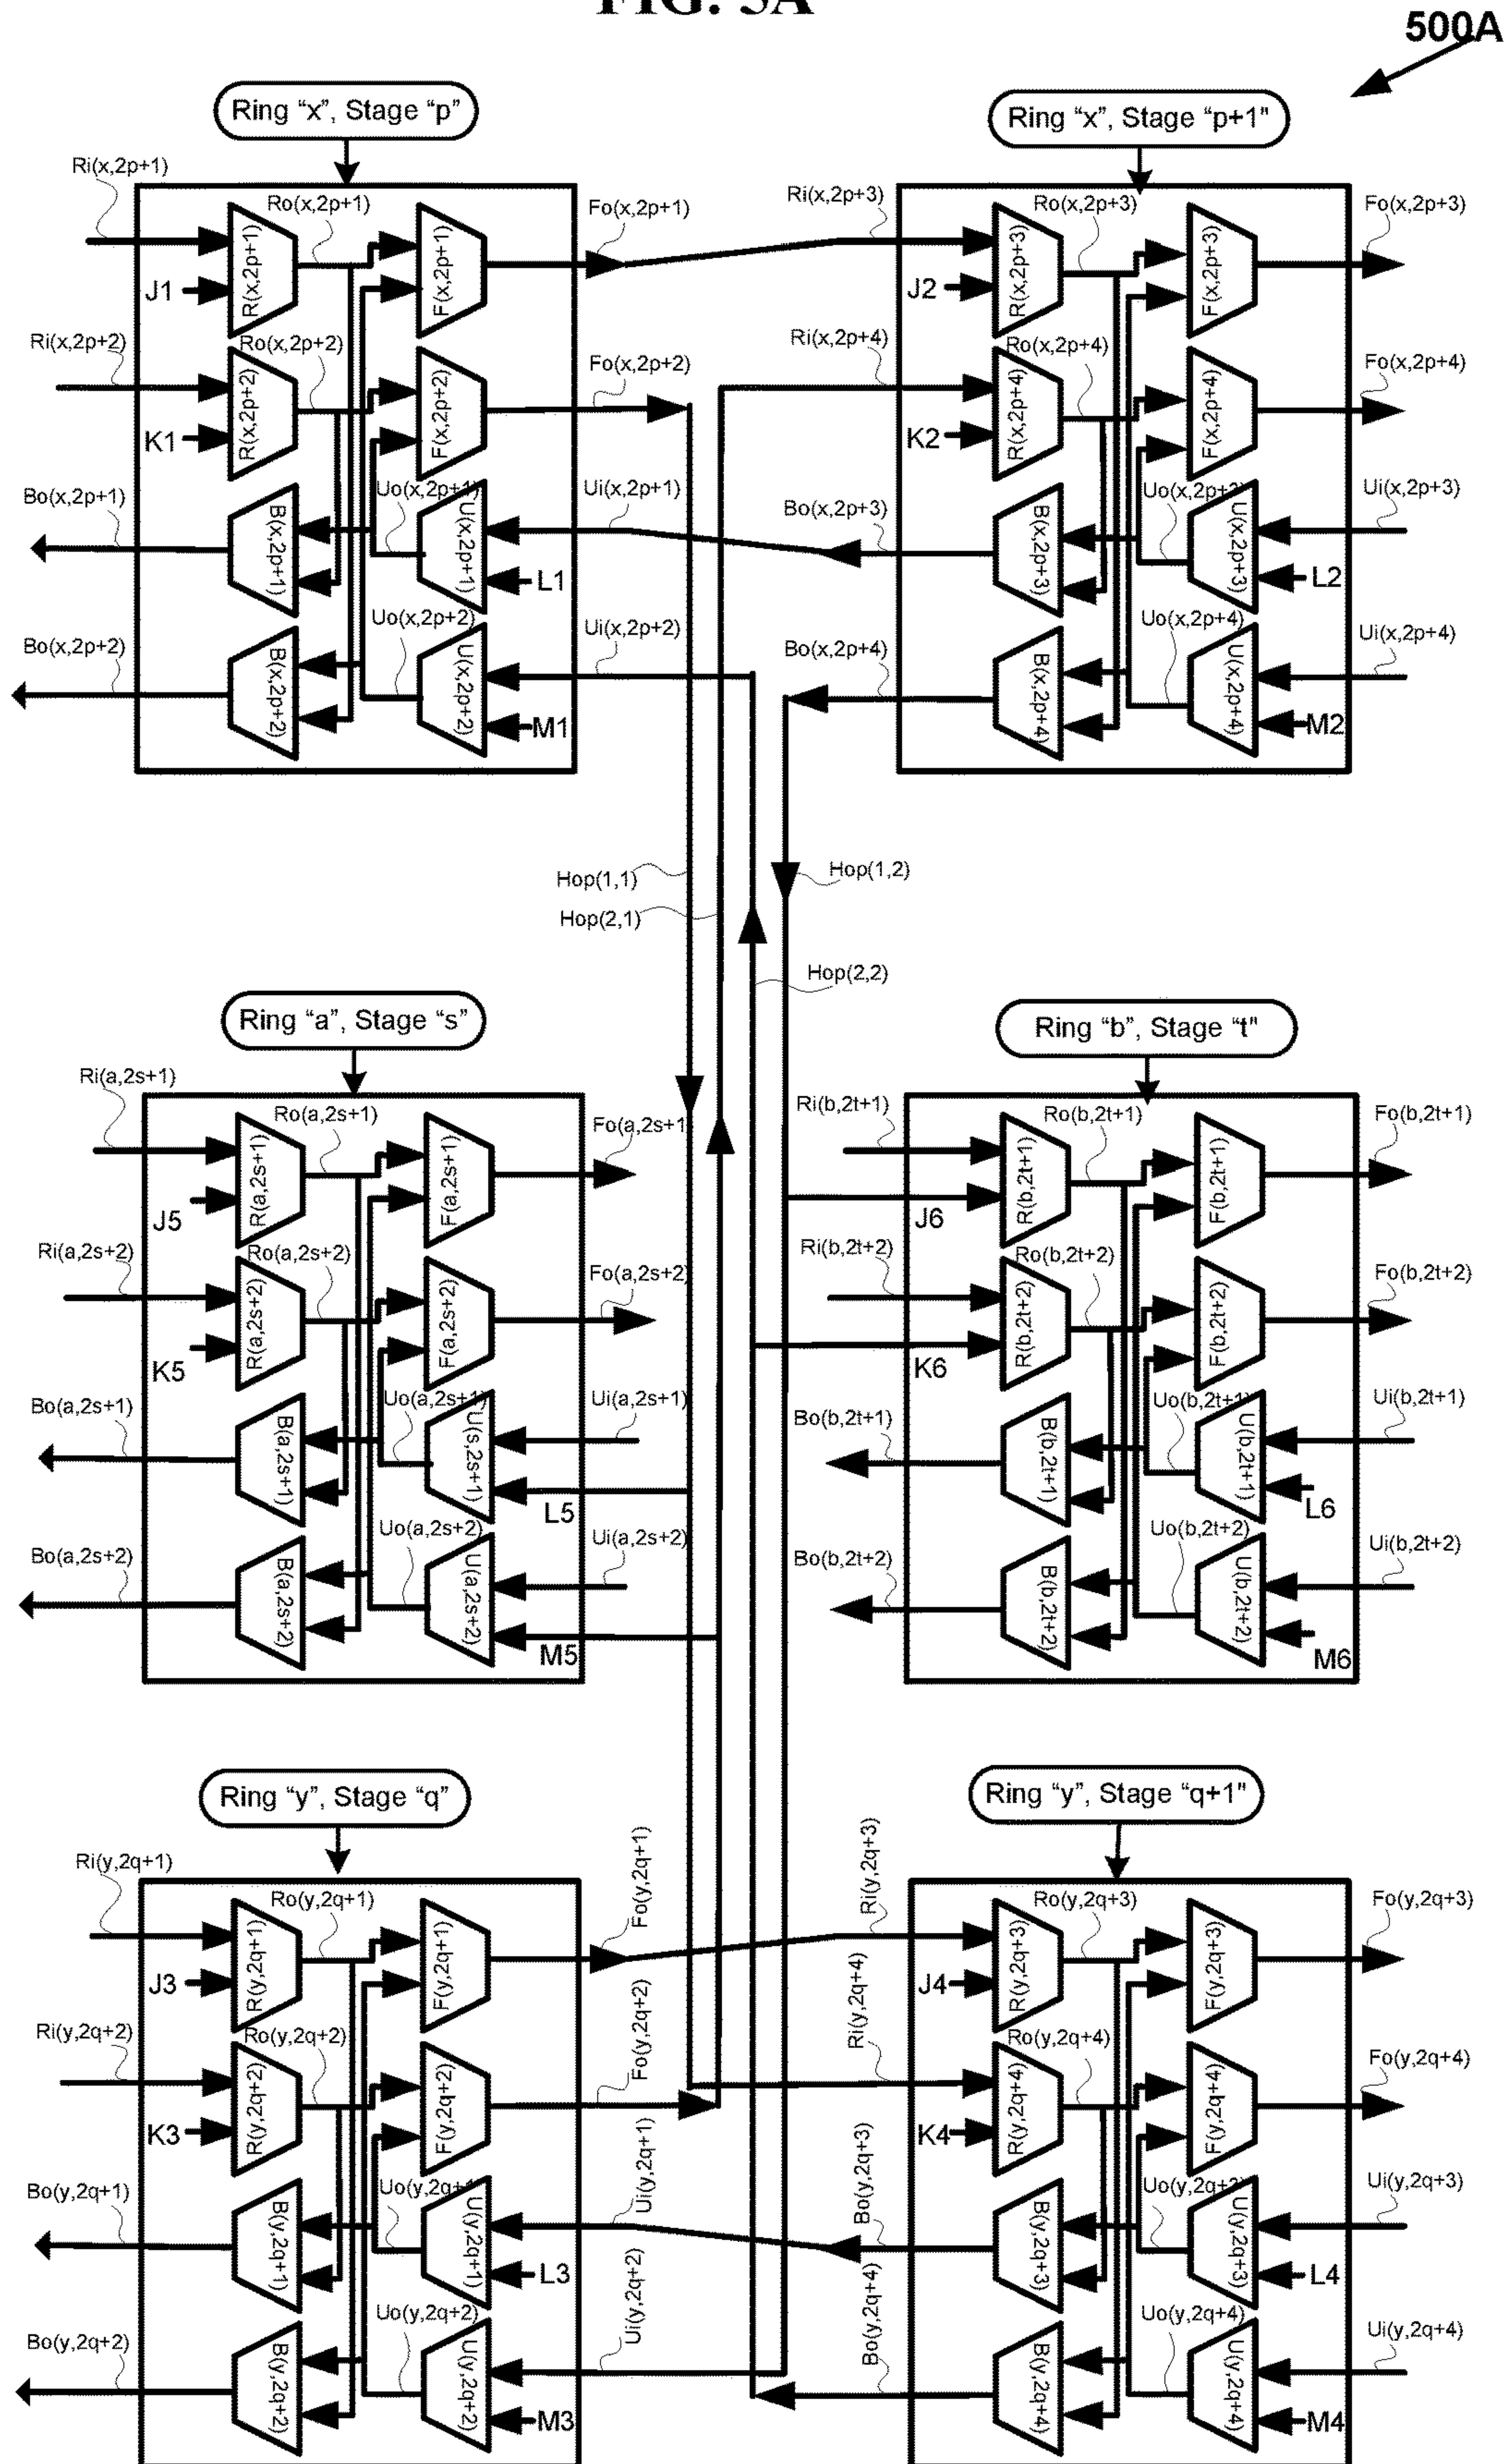 FIG. 5A
500A
Ring “x”, Stage “p”
Ring “x”, Stage “p+1"
Ri(x,2p+1)
Ro(x,2p+1)
R(x,2p+1)
F(x,2p+1)
Fo(x,2p+1)
J1
Ri(x,2p+2)
Ro(x,2p+2)
R(x,2p+2)
F(x,2p+2)
Fo(x,2p+2)
K1
Bo(x,2p+1)
B(x,2p+1)
Uo(x,2p+1)
U(x,2p+1)
Ui(x,2p+1)
L1
Bo(x,2p+2)
B(x,2p+2)
Uo(x,2p+2)
U(x,2p+2)
Ui(x,2p+2)
M1
Ri(x,2p+3)
Ro(x,2p+3)
R(x,2p+3)
F(x,2p+3)
Fo(x,2p+3)
J2
Ri(x,2p+4)
Ro(x,2p+4)
R(x,2p+4)
F(x,2p+4)
Fo(x,2p+4)
K2
Bo(x,2p+3)
B(x,2p+3)
U(x,2p+3)
Ui(x,2p+3)
L2
Bo(x,2p+4)
B(x,2p+4)
Uo(x,2p+4)
U(x,2p+4)
Ui(x,2p+4)
M2
Hop(1,1)
Hop(1,2)
Hop(2,1)
Hop(2,2)
Ring “a”, Stage “s”
Ring “b”, Stage “t"
Ri(a,2s+1)
Ro(a,2s+1)
R(a,2s+1)
F(a,2s+1)
Fo(a,2s+1
J5
Ri(a,2s+2)
Ro(a,2s+2)
R(a,2s+2)
F(a,2s+2)
Fo(a,2s+2)
K5
Bo(a,2s+1)
B(a,2s+1)
Uo(a,2s+1)
U(s,2s+1)
Ui(a,2s+1)
L5
Bo(a,2s+2)
B(a,2s+2)
Uo(a,2s+2)
U(a,2s+2)
Ui(a,2s+2)
M5
Ri(b,2t+1)
Ro(b,2t+1)
R(b,2t+1)
F(b,2t+1)
Fo(b,2t+1)
J6
Ri(b,2t+2)
Ro(b,2t+2)
R(b,2t+2)
F(b,2t+2)
Fo(b,2t+2)
K6
Bo(b,2t+1)
B(b,2t+1)
Uo(b,2t+1)
U(b,2t+1)
Ui(b,2t+1)
L6
Bo(b,2t+2)
B(b,2t+2)
Uo(b,2t+2)
U(b,2t+2)
Ui(b,2t+2)
M6
Ring “y”, Stage “q”
Ring “y”, Stage “q+1"
Ri(y,2q+1)
Ro(y,2q+1)
R(y,2q+1)
F(y,2q+1)
Fo(y,2q+1)
J3
Ri(y,2q+2)
Ro(y,2q+2)
R(y,2q+2)
F(y,2q+2)
Fo(y,2q+2)
K3
Bo(y,2q+1)
B(y,2q+1)
U(y,2q+1)
Ui(y,2q+1)
L3
Bo(y,2q+2)
B(y,2q+2)
Uo(y,2q+2)
U(y,2q+2)
Ui(y,2q+2)
M3
Ri(y,2q+3)
Ro(y,2q+3)
R(y,2q+3)
F(y,2q+3)
Fo(y,2q+3)
J4
Ri(y,2q+4)
Ro(y,2q+4)
R(y,2q+4)
F(y,2q+4)
Fo(y,2q+4)
K4
Bo(y,2q+3)
B(y,2q+3)
U(y,2q+3)
Ui(y,2q+3)
L4
Bo(y,2q+4)
B(y,2q+4)
Uo(y,2q+4)
U(y,2q+4)
Ui(y,2q+4)
M4